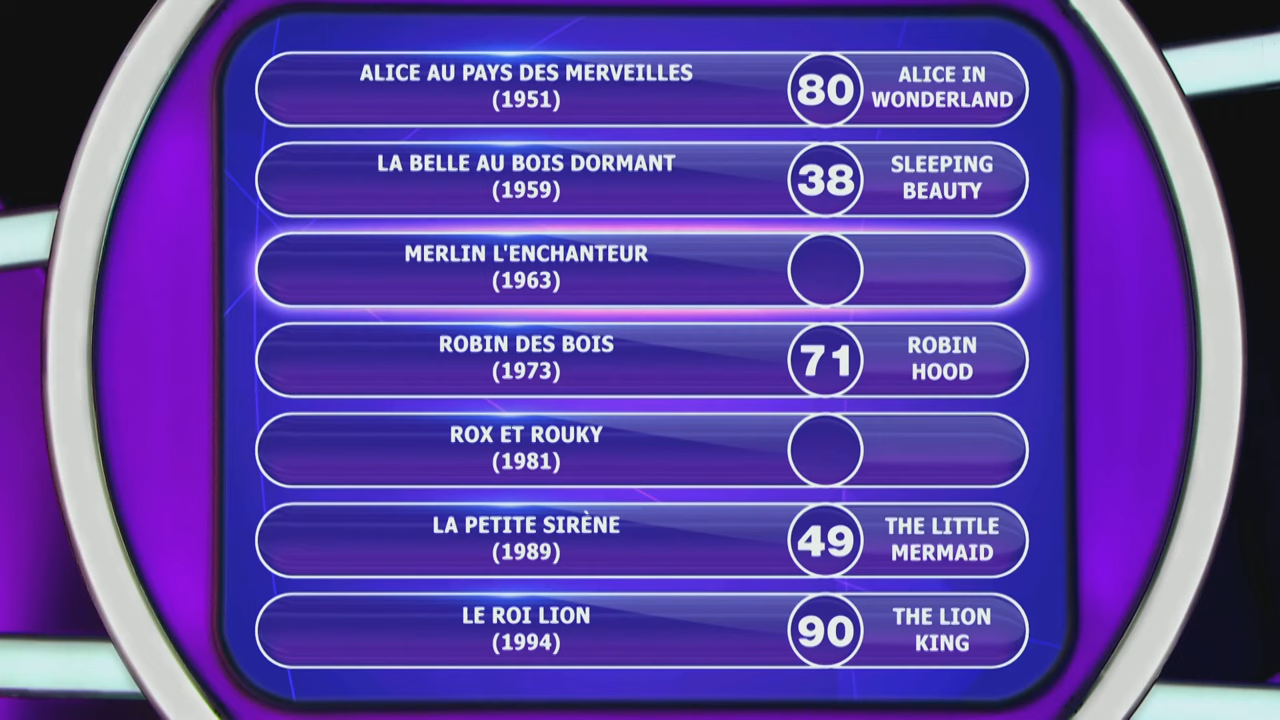 ALICE AU PAYS DES MERVEILLES
(1951)
80
ALICE IN
WONDERLAND
LA BELLE AU BOIS DORMANT
(1959)
38
SLEEPING
BEAUTY
MERLIN L'ENCHANTEUR
(1963)
ROBIN DES BOIS
(1973)
71
ROBIN
HOOD
ROX ET ROUKY
(1981)
LA PETITE SIRÈNE
(1989)
49
THE LITTLE
MERMAID
LE ROI LION
(1994)
90
THE LION
KING